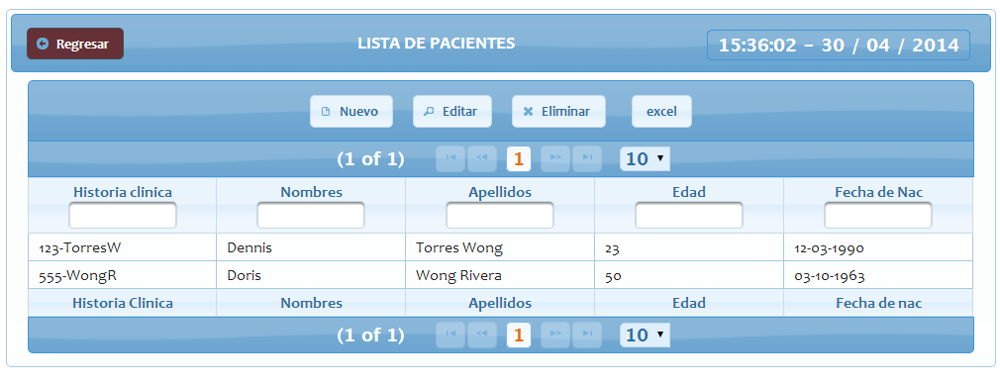 Regresar LISTA DE PACIENTES 15:36:02 - 30 / 04 / 2014
Nuevo Editar Eliminar excel
(1 of 1) 1 10
Historia clinica Nombres Apellidos Edad Fecha de Nac
123-TorresW Dennis Torres Wong 23 12-03-1990
555-WongR Doris Wong Rivera 50 03-10-1963
Historia Clinica Nombres Apellidos Edad Fecha de nac
(1 of 1) 1 10